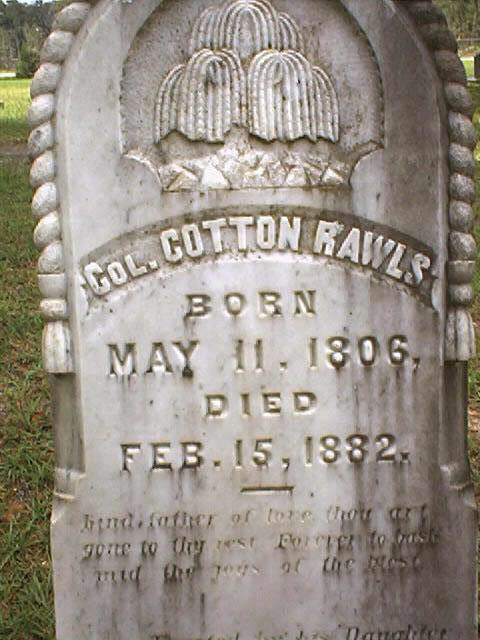 COL. COTTON RAWLS
BORN
MAY 11, 1806,
DIED
FEB. 15, 1882.
kind father of love thou art
gone to thy rest Forever to bask
mid the joys of the blest
Daughter